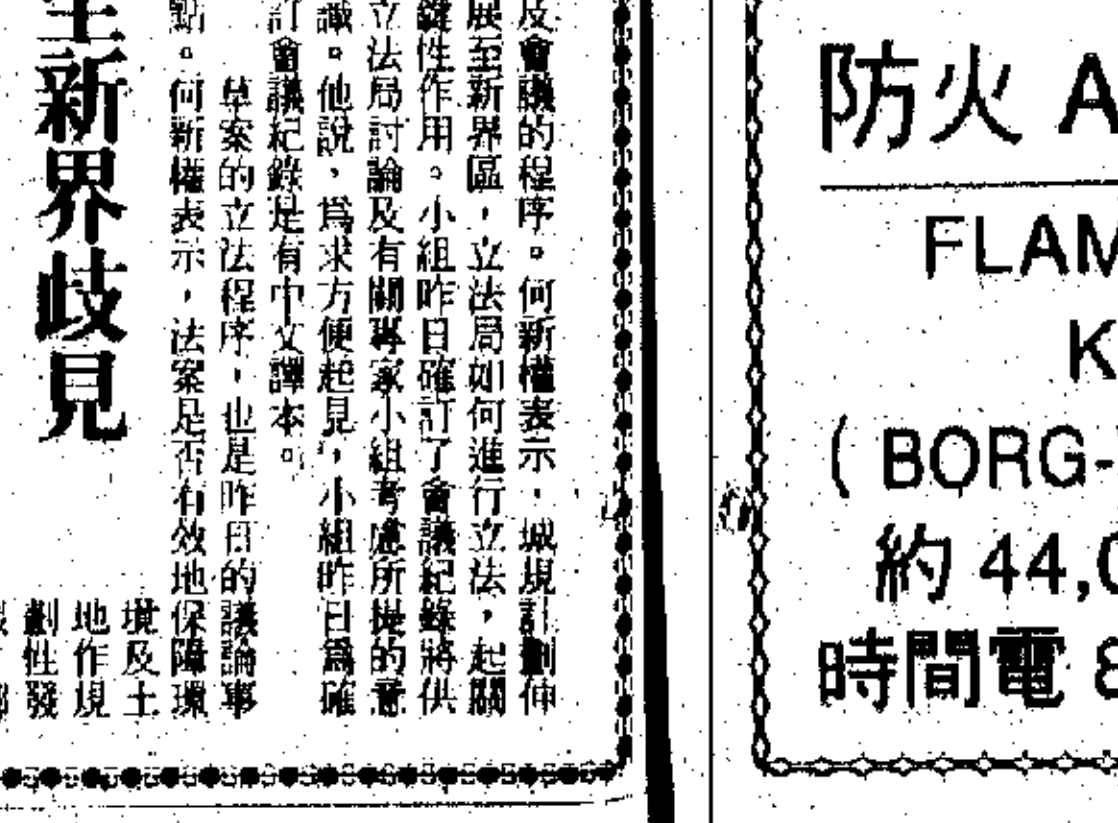 及會議的程序。何新權表示，城規計劃伸
展至新界區，立法局如何進行立法，起關
鍵性作用。小組昨日確訂了會議紀錄將供
立法局討論及有關專家小組考慮所提的意
識。他說，爲求方便起見，小組昨日爲確
訂會議紀錄是有中文譯本。
草案的立法程序，也是昨日的議論事
點。何新權表示，法案是否有效地保障環
境及土
地作規
劃性發
新界歧見
防火 A
FLAM
K
( BORG-
約 44,0
時間電 8